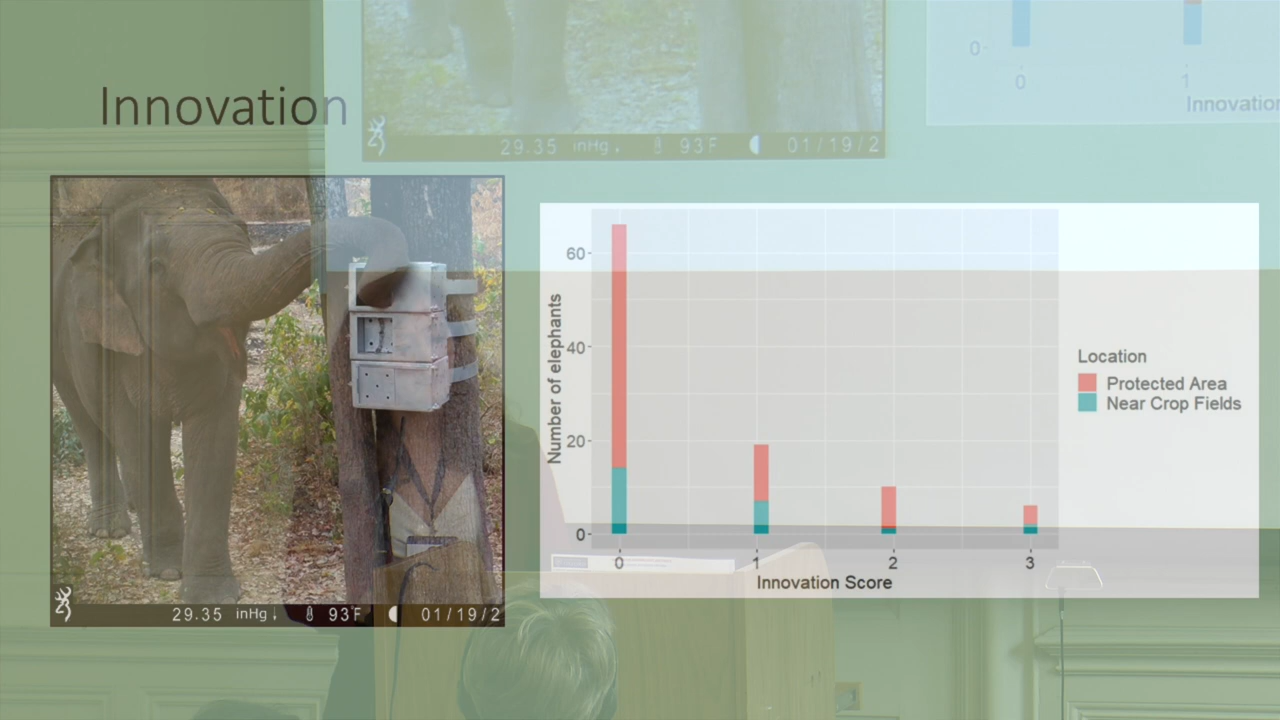 Innovation
29.35 inHg 93F 01/19/2
0
0 1
Innovation
29.35 inHg 93F 01/19/2
Number of elephants
60
40
20
0
0 1 2 3
Innovation Score
Location
Protected Area
Near Crop Fields